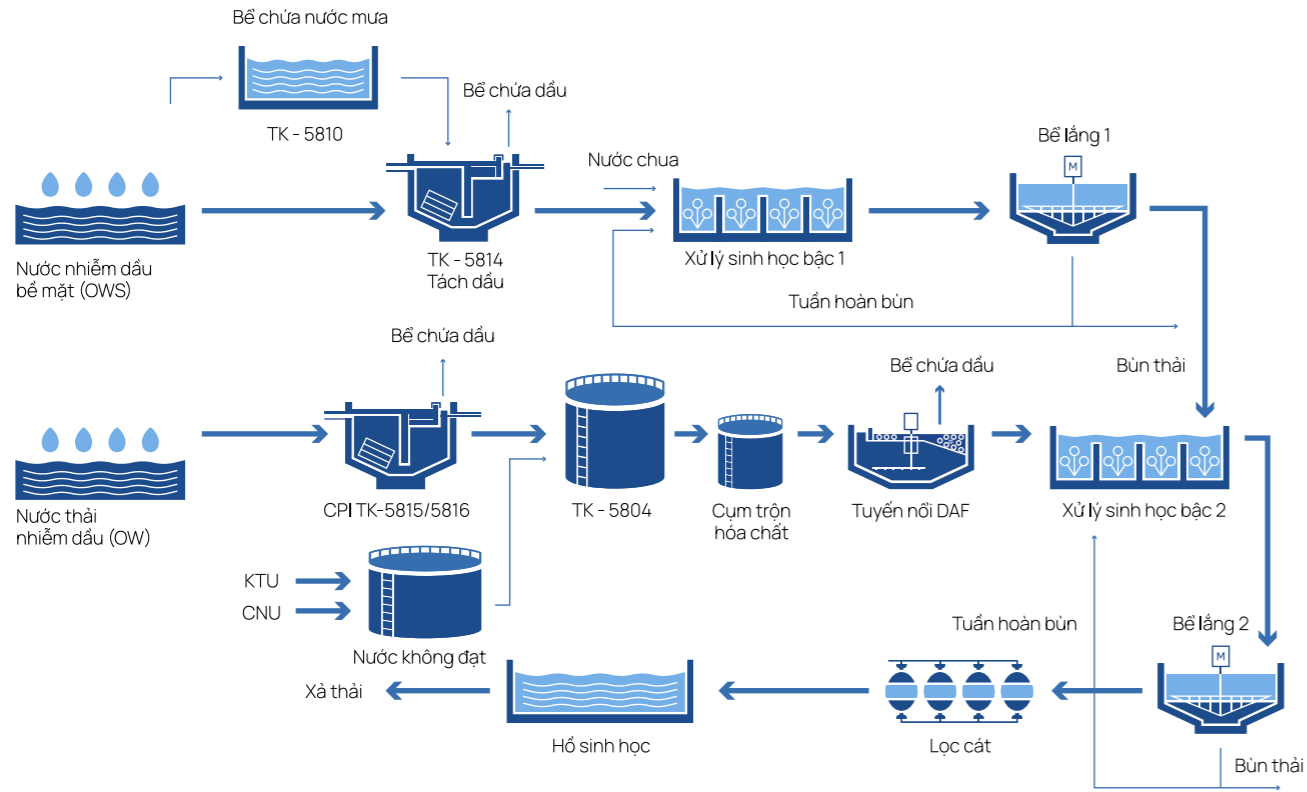 Bể chứa nước mưa
TK - 5810
Bể chứa dầu
Nước nhiễm dầu
bề mặt (OWS)
TK - 5814
Tách dầu
Nước chua
Xử lý sinh học bậc 1
Bể lắng 1
M
Tuần hoàn bùn
Bùn thải
Nước thải
nhiễm dầu (OW)
Bể chứa dầu
CPI TK-5815/5816
TK - 5804
Cụm trộn
hóa chất
Bể chứa dầu
Tuyến nổi DAF
Xử lý sinh học bậc 2
KTU
CNU
Nước không đạt
Tuần hoàn bùn
Bể lắng 2
M
Bùn thải
Lọc cát
Hồ sinh học
Xả thải